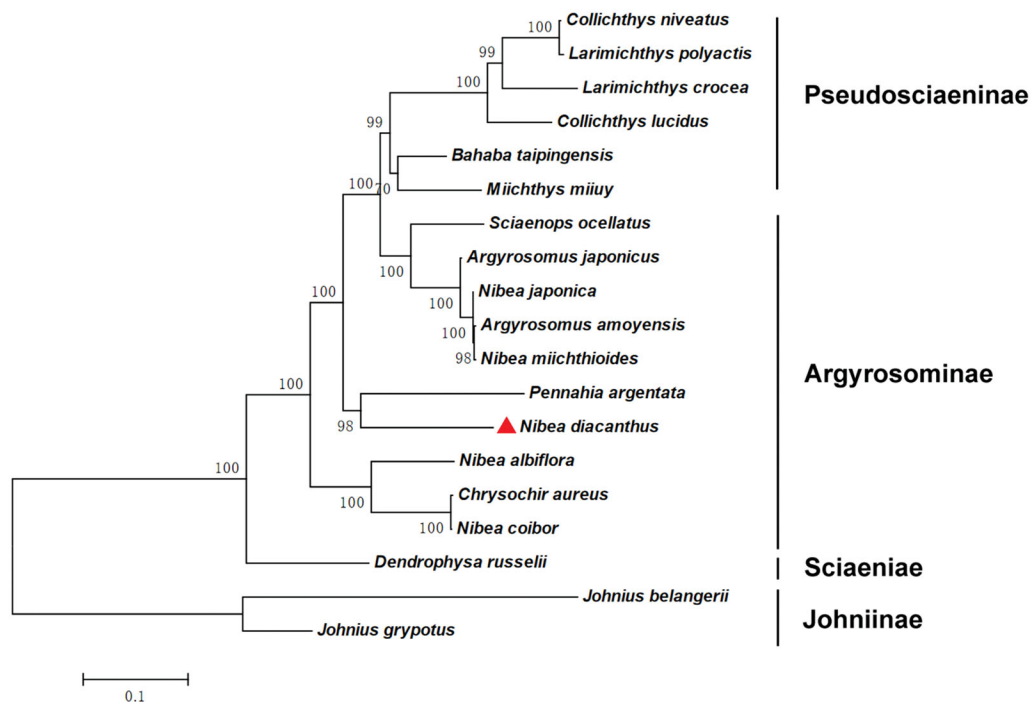 Collichthys niveatus
100
Larimichthys polyactis
99
Larimichthys crocea
Pseudosciaeninae
100
Collichthys lucidus
99
Bahaba taipingensis
100
70
Miichthys miiuy
Sciaenops ocellatus
Argyrosomus japonicus
100
Nibea japonica
100
100
Argyrosomus amoyensis
100
Nibea miichthioides
98
Argyrosominae
Pennahia argentata
100
98
Nibea diacanthus
Nibea albiflora
100
Chrysochir aureus
100
Nibea coibor
100
Dendrophysa russelii
Sciaeniae
Johnius belangerii
Johniinae
Johnius grypotus
0.1